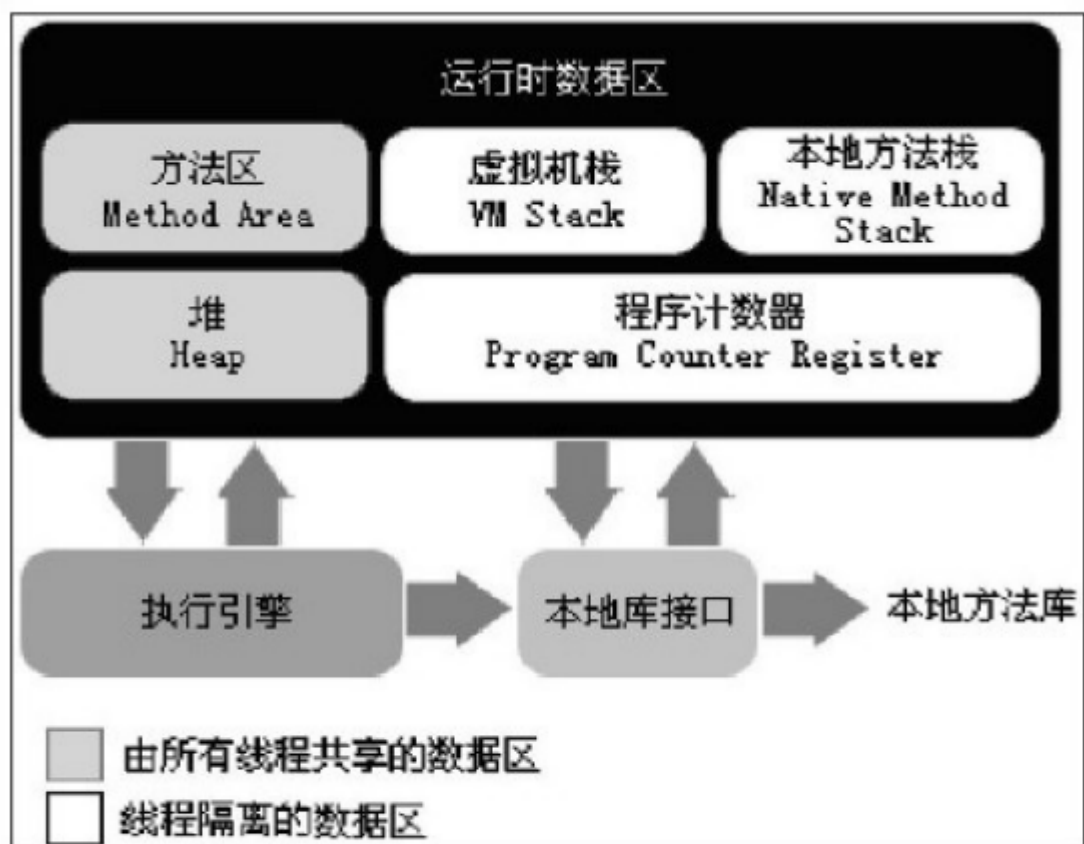 运行时数据区
方法区
Method Area
虚拟机栈
VM Stack
本地方法栈
Native Method
Stack
堆
Heap
程序计数器
Program Counter Register
执行引擎
本地库接口
本地方法库
由所有线程共享的数据区
线程隔离的数据区